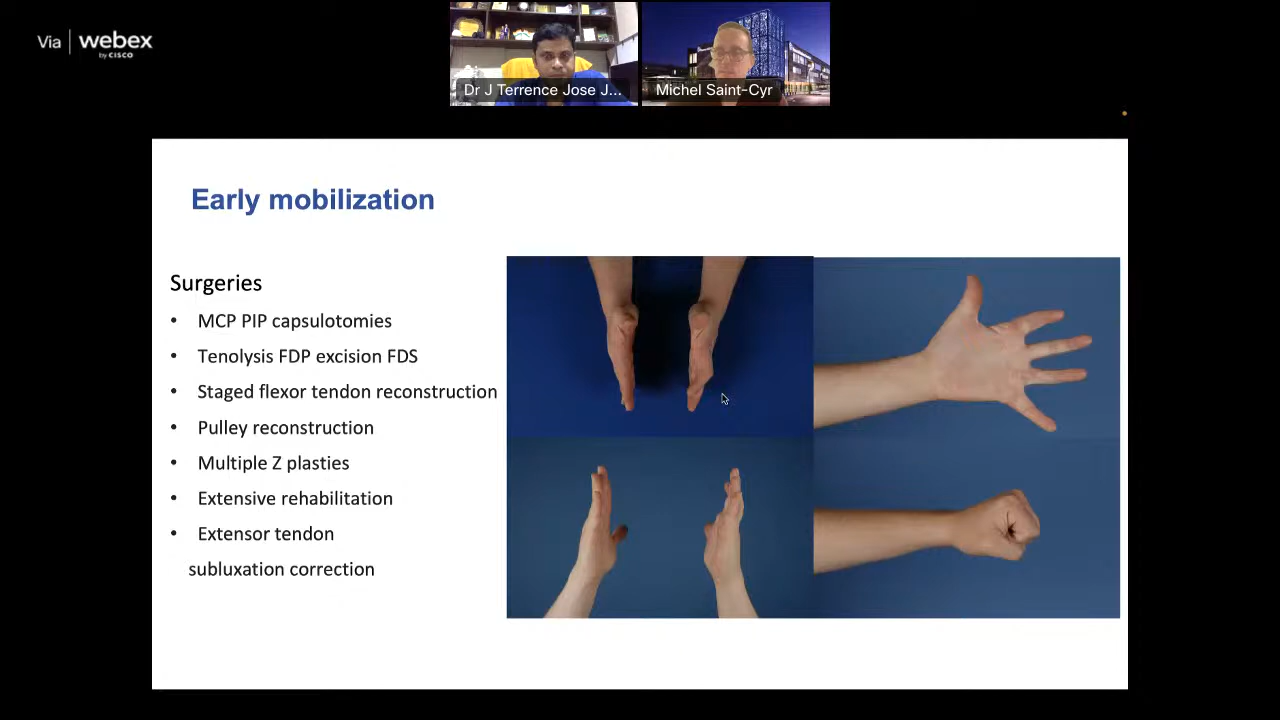 Via webex
by CISCO
Dr J Terrence Jose J...
Michel Saint-Cyr
Early mobilization
Surgeries
• MCP PIP capsulotomies
• Tenolysis FDP excision FDS
• Staged flexor tendon reconstruction
• Pulley reconstruction
• Multiple Z plasties
• Extensive rehabilitation
• Extensor tendon
subluxation correction